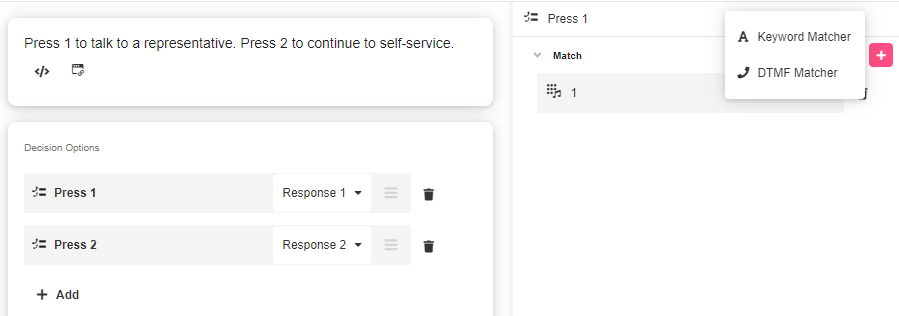 Press 1 to talk to a representative. Press 2 to continue to self-service.
Decision Options
Press 1
Response 1
Press 2
Response 2
+ Add
Press 1
Match
1
A Keyword Matcher
DTMF Matcher
+